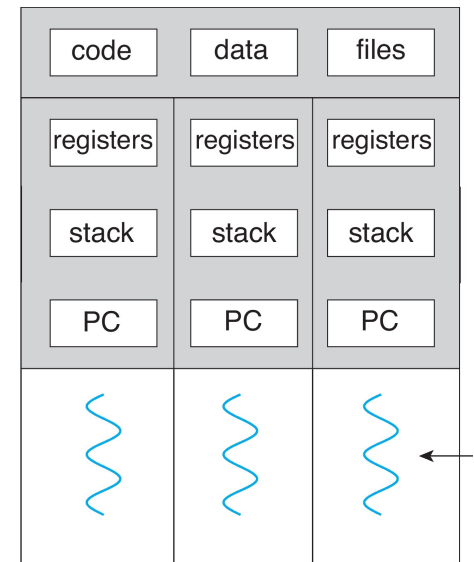 code data files
registers registers registers
stack stack stack
PC PC PC